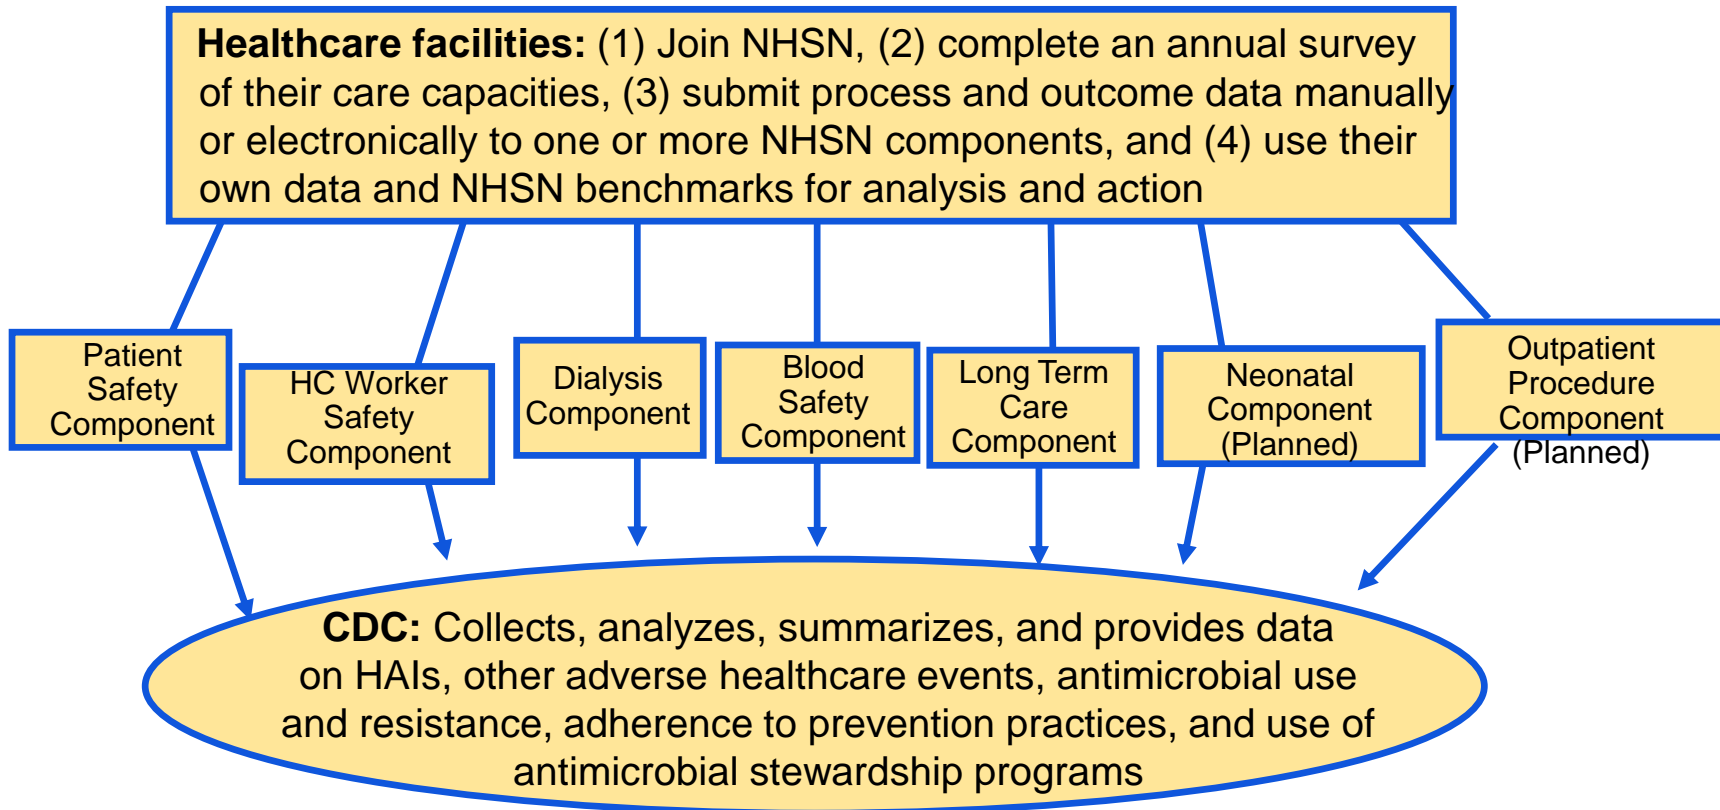 Healthcare facilities: (1) Join NHSN, (2) complete an annual survey
of their care capacities, (3) submit process and outcome data manually
or electronically to one or more NHSN components, and (4) use their
own data and NHSN benchmarks for analysis and action
Patient
Safety
Component
HC Worker
Safety
Component
Dialysis
Component
Blood
Safety
Component
Long Term
Care
Component
Neonatal
Component
(Planned)
Outpatient
Procedure
Component
(Planned)
CDC: Collects, analyzes, summarizes, and provides data
on HAIs, other adverse healthcare events, antimicrobial use
and resistance, adherence to prevention practices, and use of
antimicrobial stewardship programs